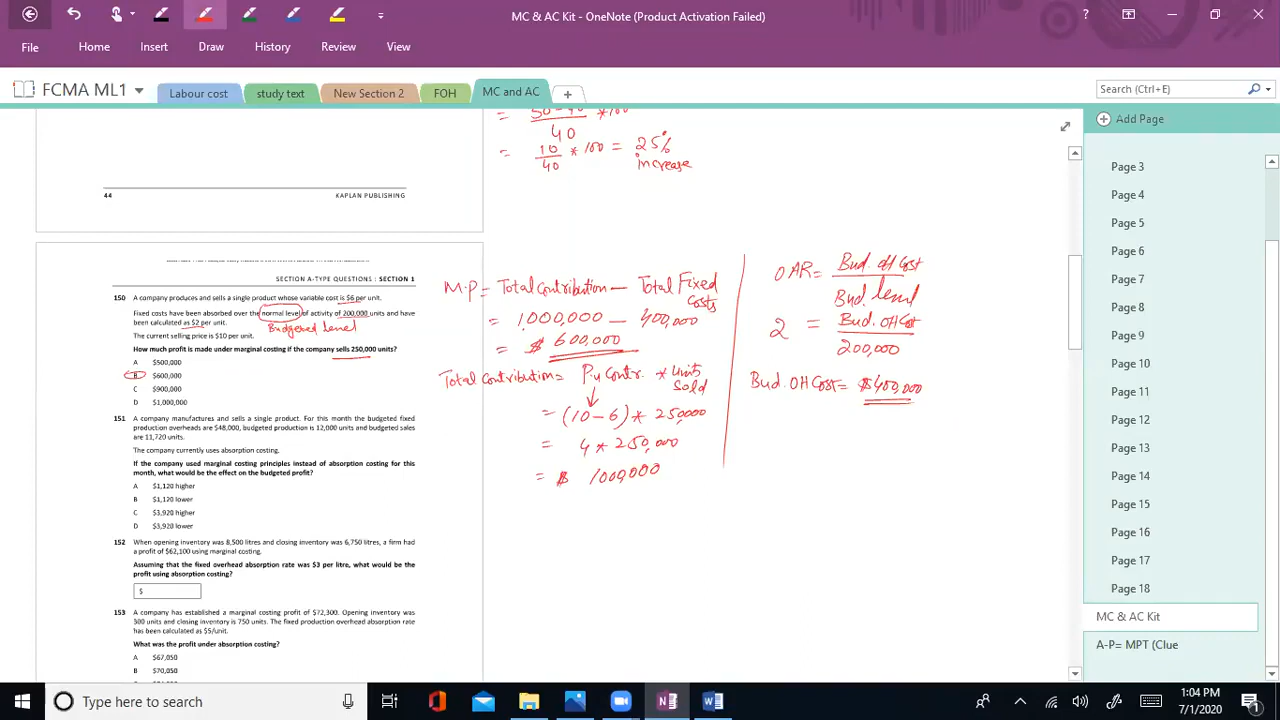 MC & AC Kit - OneNote (Product Activation Failed)
File Home Insert Draw History Review View
FCMA ML1 Labour cost study text New Section 2 FOH MC and AC
Search (Ctrl+E)
Add Page
Page 3
Page 4
Page 5
Page 6
Page 7
Page 8
Page 9
Page 10
Page 11
Page 12
Page 13
Page 14
Page 15
Page 16
Page 17
Page 18
MC & AC Kit
A-P= MPT (Clue
44 KAPLAN PUBLISHING
SECTION A-TYPE QUESTIONS : SECTION 1
150 A company produces and sells a single product whose variable cost is $6 per unit.
Fixed costs have been absorbed over the normal level of activity of 200,000 units and have
been calculated as $2 per unit.
Budgeted Level
The current selling price is $10 per unit.
How much profit is made under marginal costing if the company sells 250,000 units?
A $500,000
B $600,000
C $900,000
D $1,000,000
151 A company manufactures and sells a single product. For this month the budgeted fixed
production overheads are $48,000, budgeted production is 12,000 units and budgeted sales
are 11,720 units.
The company currently uses absorption costing.
If the company used marginal costing principles instead of absorption costing for this
month, what would be the effect on the budgeted profit?
A $1,120 higher
B $1,120 lower
C $3,920 higher
D $3,920 lower
152 When opening inventory was 8,500 litres and closing inventory was 6,750 litres, a firm had
a profit of $62,100 using marginal costing.
Assuming that the fixed overhead absorption rate was $3 per litre, what would be the
profit using absorption costing?
$
153 A company has established a marginal costing profit of $72,300. Opening inventory was
300 units and closing inventory is 750 units. The fixed production overhead absorption rate
has been calculated as $5/unit.
What was the profit under absorption costing?
A $67,050
B $70,050
= 50-40 * 100
40
= 10 * 100 = 25%
40 increase
M.P = Total Contribution - Total Fixed
Costs
= 1,000,000 - 400,000
= $ 600,000
Total Contribution = Pu Contr. * Units
Sold
= (10-6) * 250,000
= 4 * 250,000
= $ 1000,000
OAR = Bud. OH Cost
Bud. level
2 = Bud. OH Cost
200,000
Bud. OH Cost = $400,000
Type here to search
1:04 PM
7/1/2020